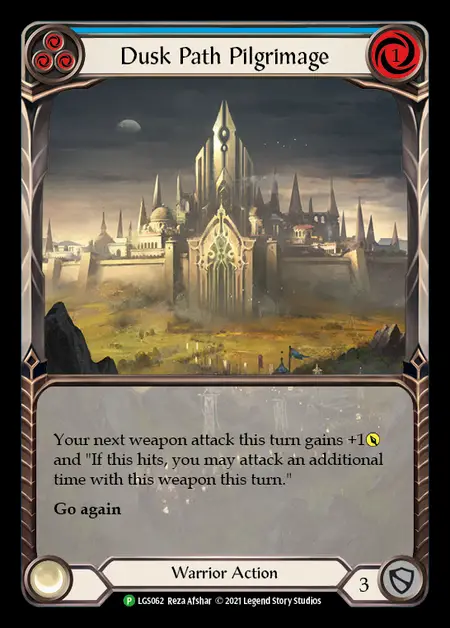 Dusk Path Pilgrimage
1
Your next weapon attack this turn gains +1
and "If this hits, you may attack an additional
time with this weapon this turn."
Go again
Warrior Action
3
P LGS062 Reza Afshar © 2021 Legend Story Studios